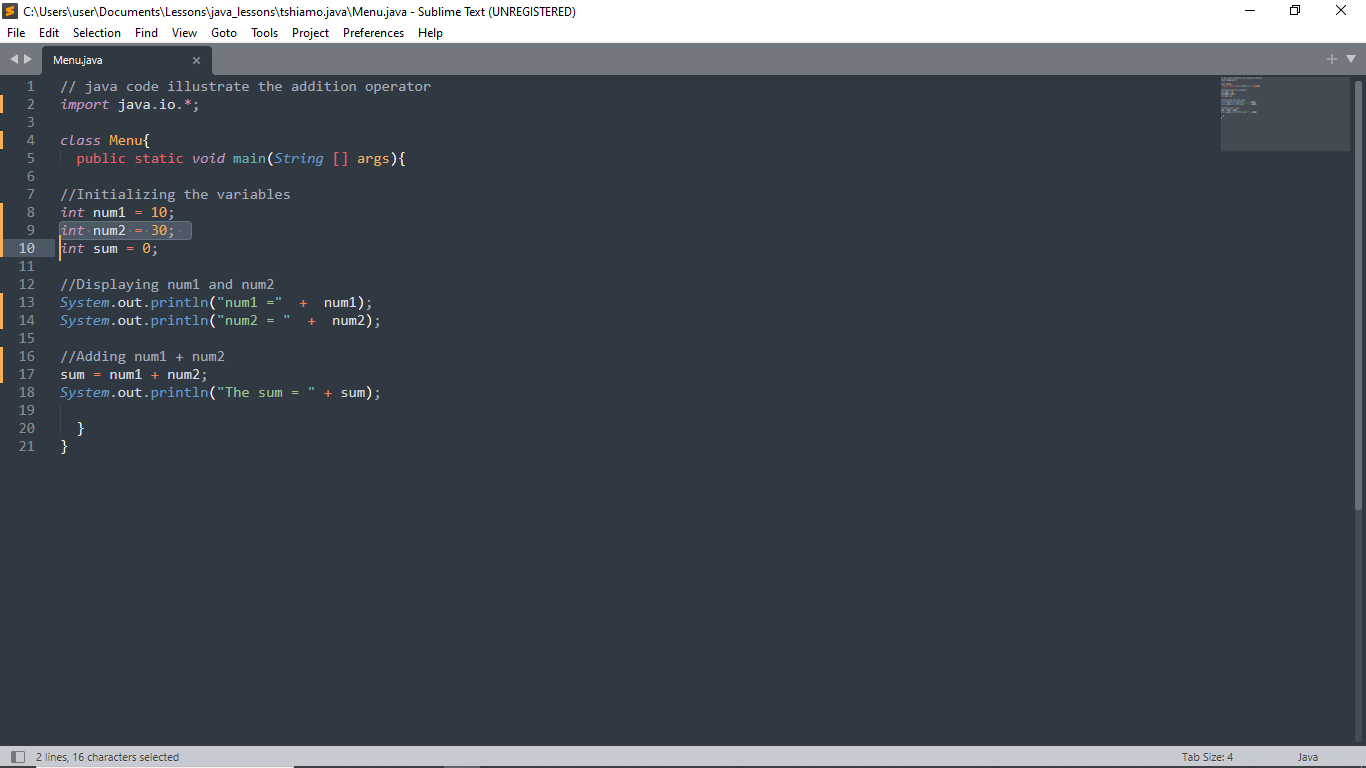 C:\Users\user\Documents\Lessons\java_lessons\tshiamo.java\Menu.java - Sublime Text (UNREGISTERED)
File Edit Selection Find View Goto Tools Project Preferences Help
Menu.java
1 // java code illustrate the addition operator
2 import java.io.*;
3
4 class Menu{
5 public static void main(String [] args){
6
7 //Initializing the variables
8 int num1 = 10;
9 int num2 = 30;
10 int sum = 0;
11
12 //Displaying num1 and num2
13 System.out.println("num1 =" + num1);
14 System.out.println("num2 = " + num2);
15
16 //Adding num1 + num2
17 sum = num1 + num2;
18 System.out.println("The sum = " + sum);
19
20 }
21 }
2 lines, 16 characters selected Tab Size: 4 Java